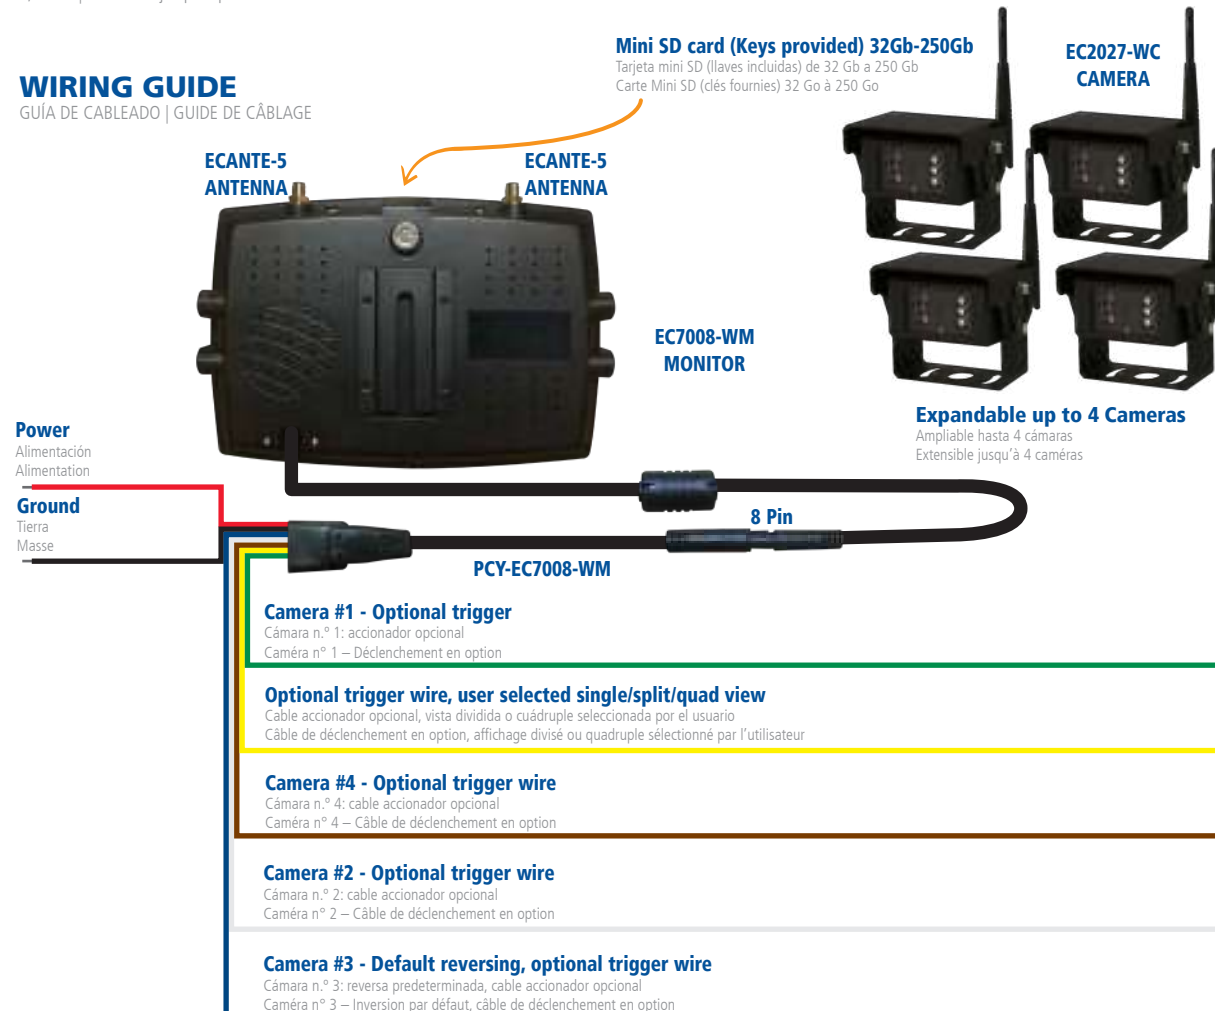 WIRING GUIDE
GUÍA DE CABLEADO | GUIDE DE CÂBLAGE
Mini SD card (Keys provided) 32Gb-250Gb
Tarjeta mini SD (llaves incluidas) de 32 Gb a 250 Gb
Carte Mini SD (clés fournies) 32 Go à 250 Go
EC2027-WC
CAMERA
ECANTE-5
ANTENNA
ECANTE-5
ANTENNA
EC7008-WM
MONITOR
Expandable up to 4 Cameras
Ampliable hasta 4 cámaras
Extensible jusqu'à 4 caméras
Power
Alimentación
Alimentation
Ground
Tierra
Masse
8 Pin
PCY-EC7008-WM
Camera #1 - Optional trigger
Cámara n.º 1: accionador opcional
Caméra n° 1 – Déclenchement en option
Optional trigger wire, user selected single/split/quad view
Cable accionador opcional, vista dividida o cuádruple seleccionada por el usuario
Câble de déclenchement en option, affichage divisé ou quadruple sélectionné par l'utilisateur
Camera #4 - Optional trigger wire
Cámara n.º 4: cable accionador opcional
Caméra n° 4 – Câble de déclenchement en option
Camera #2 - Optional trigger wire
Cámara n.º 2: cable accionador opcional
Caméra n° 2 – Câble de déclenchement en option
Camera #3 - Default reversing, optional trigger wire
Cámara n.º 3: reversa predeterminada, cable accionador opcional
Caméra n° 3 – Inversion par défaut, câble de déclenchement en option